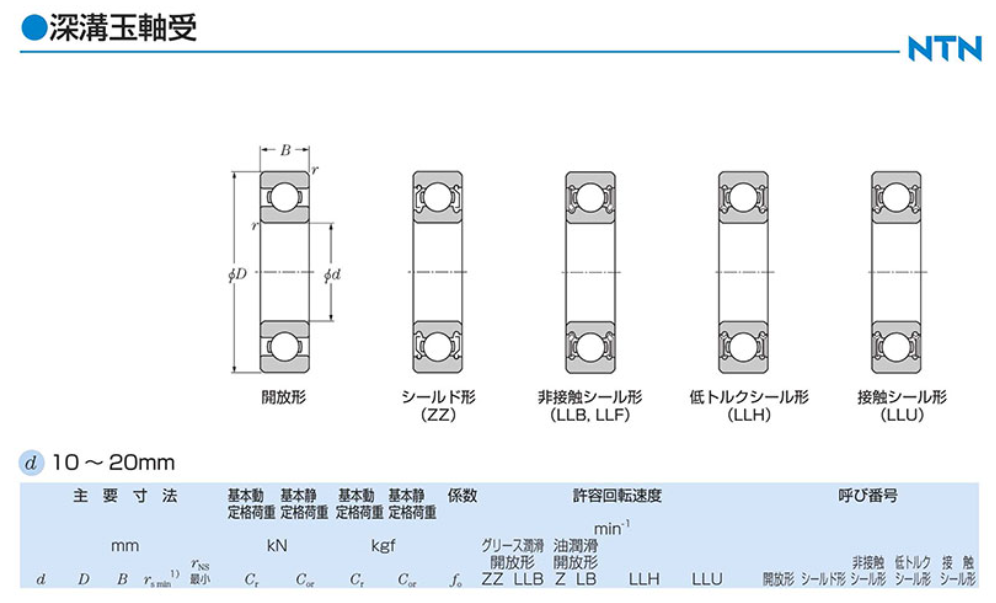 ●深溝玉軸受
NTN
B
r
r
φD
φd
開放形
シールド形
(ZZ)
非接触シール形
(LLB, LLF)
低トルクシール形
(LLH)
接触シール形
(LLU)
d 10～20mm
主 要 寸 法
基本動 基本静 基本動 基本静 係数 許容回転速度 呼び番号
定格荷重 定格荷重 定格荷重 定格荷重
min-1
mm kN kgf グリース潤滑 油潤滑
rNS 開放形 開放形 非接触 低トルク 接 触
d D B rs min1) 最小 Cr Cor Cr Cor fo ZZ LLB Z LB LLH LLU 開放形 シールド形 シール形 シール形 シール形